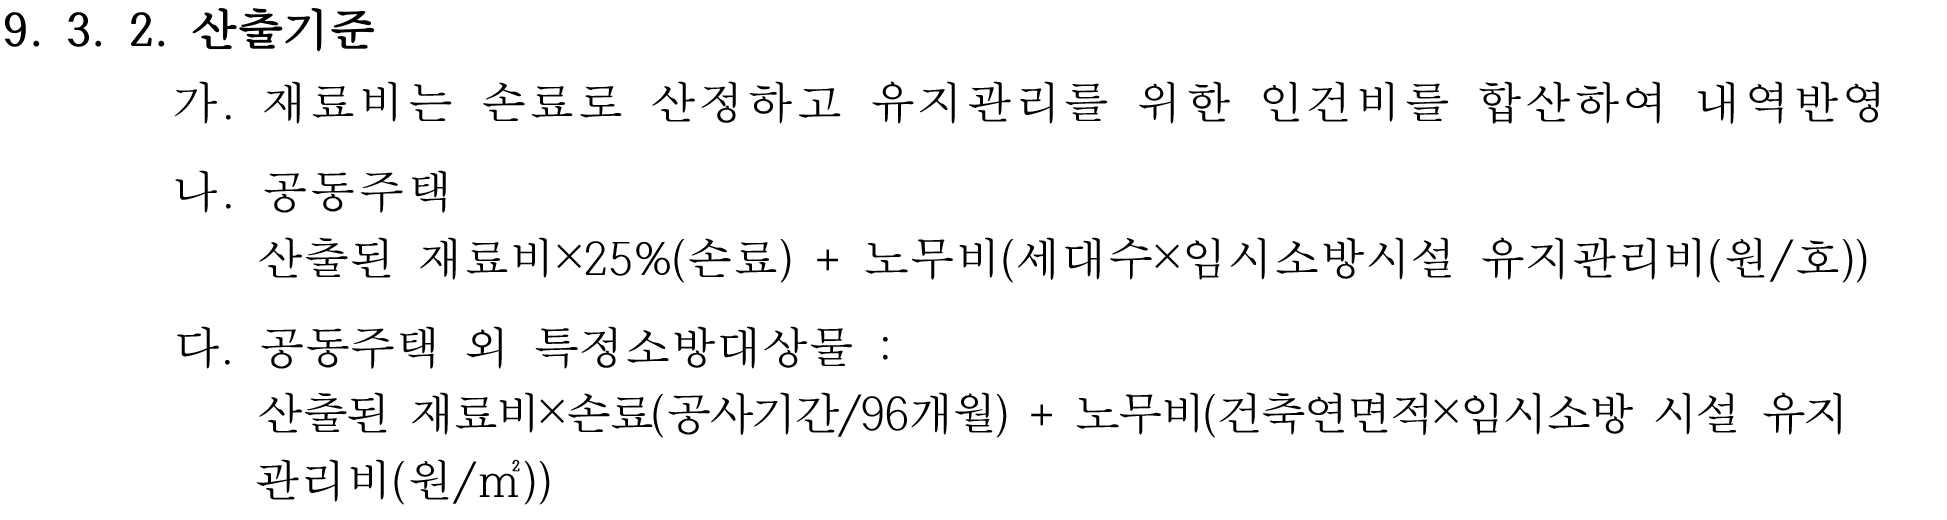 9. 3. 2. 산출기준
가. 재료비는 손료로 산정하고 유지관리를 위한 인건비를 합산하여 내역반영
나. 공동주택
산출된 재료비×25%(손료) + 노무비(세대수×임시소방시설 유지관리비(원/호))
다. 공동주택 외 특정소방대상물 :
산출된 재료비×손료(공사기간/96개월) + 노무비(건축연면적×임시소방 시설 유지
관리비(원/㎡))